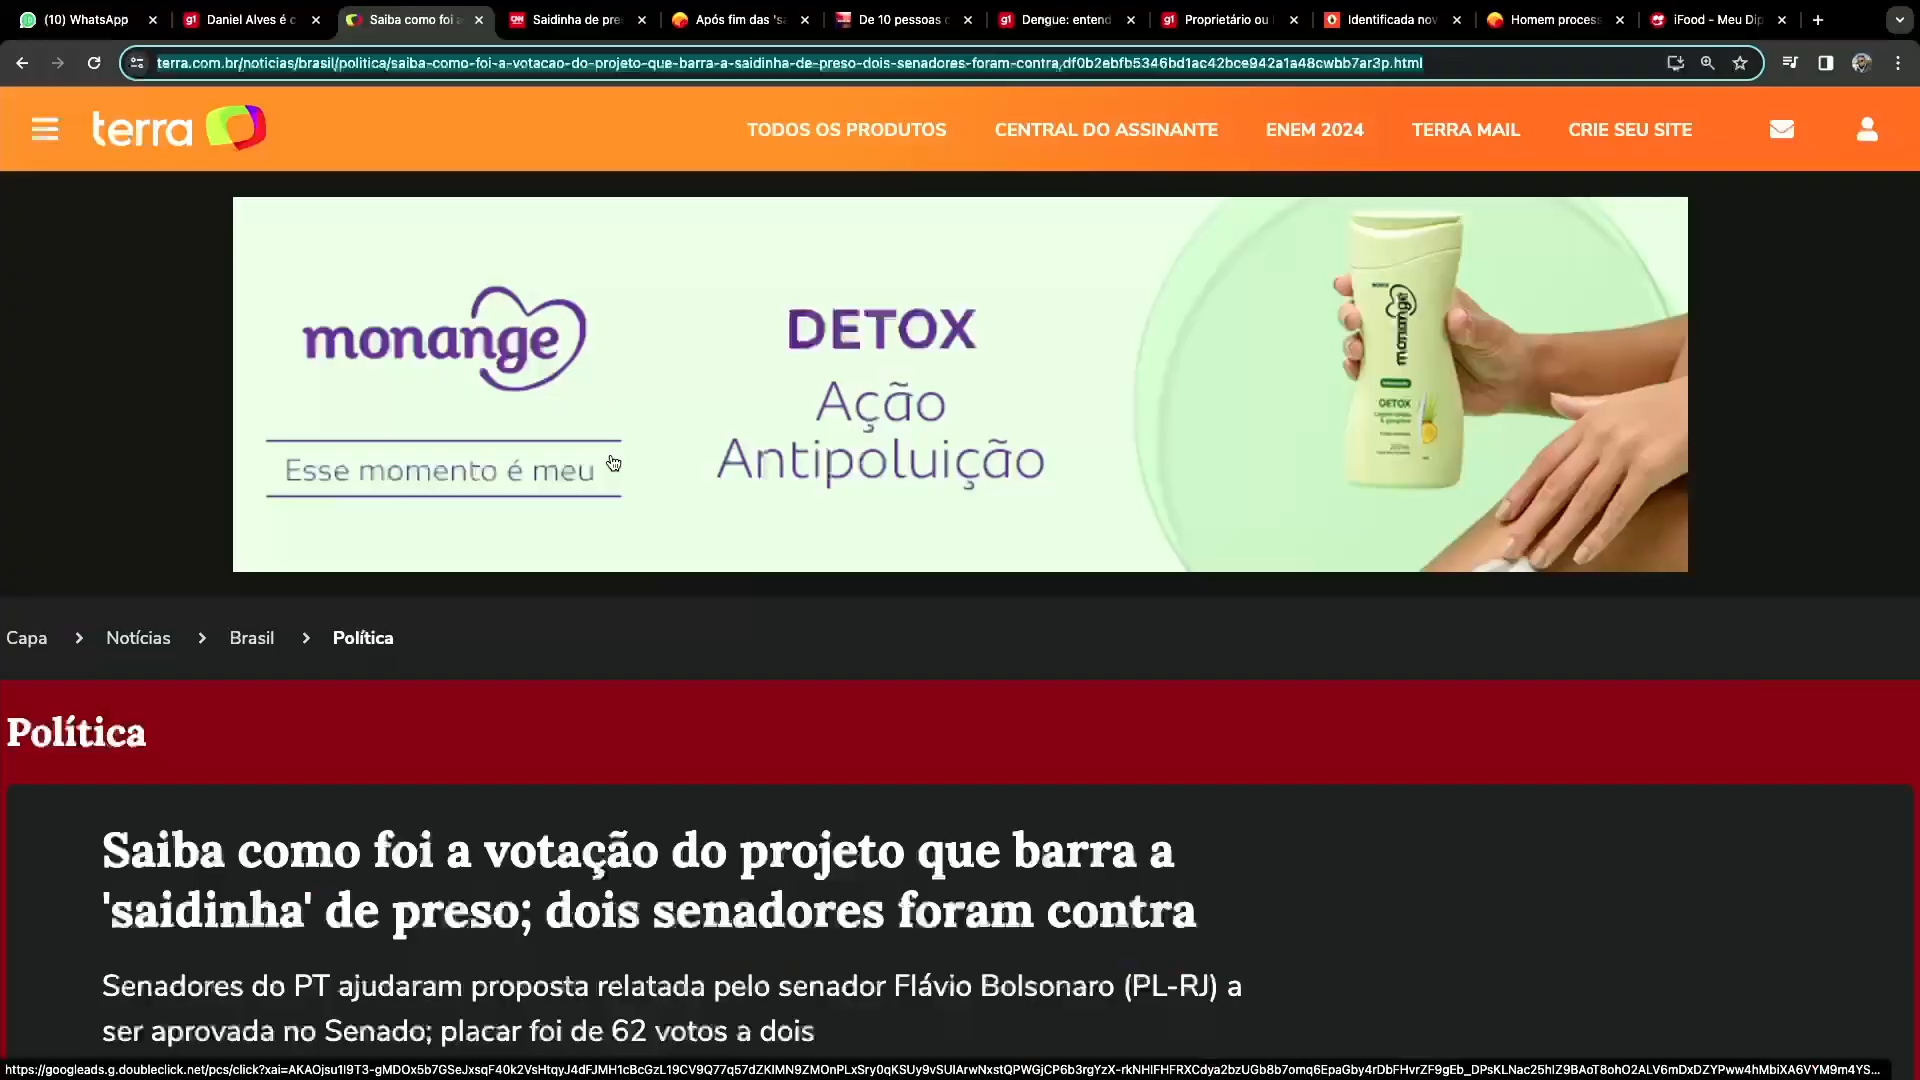 (10) WhatsApp
Daniel Alves é c
Saiba como foi a
Saidinha de pre
Após fim das 'sa
De 10 pessoas c
Dengue: entend
Proprietário ou
Identificada nov
Homem process
iFood - Meu Dip
terra.com.br/noticias/brasil/politica/saiba-como-foi-a-votacao-do-projeto-que-barra-a-saidinha-de-preso-dois-senadores-foram-contra,df0b2ebfb5346bd1ac42bce942a1a48cwbb7ar3p.html
terra
TODOS OS PRODUTOS
CENTRAL DO ASSINANTE
ENEM 2024
TERRA MAIL
CRIE SEU SITE
monange
Esse momento é meu
DETOX
Ação
Antipoluição
monange
DETOX
Capa > Notícias > Brasil > Política
Política
Saiba como foi a votação do projeto que barra a
'saidinha' de preso; dois senadores foram contra
Senadores do PT ajudaram proposta relatada pelo senador Flávio Bolsonaro (PL-RJ) a
ser aprovada no Senado; placar foi de 62 votos a dois